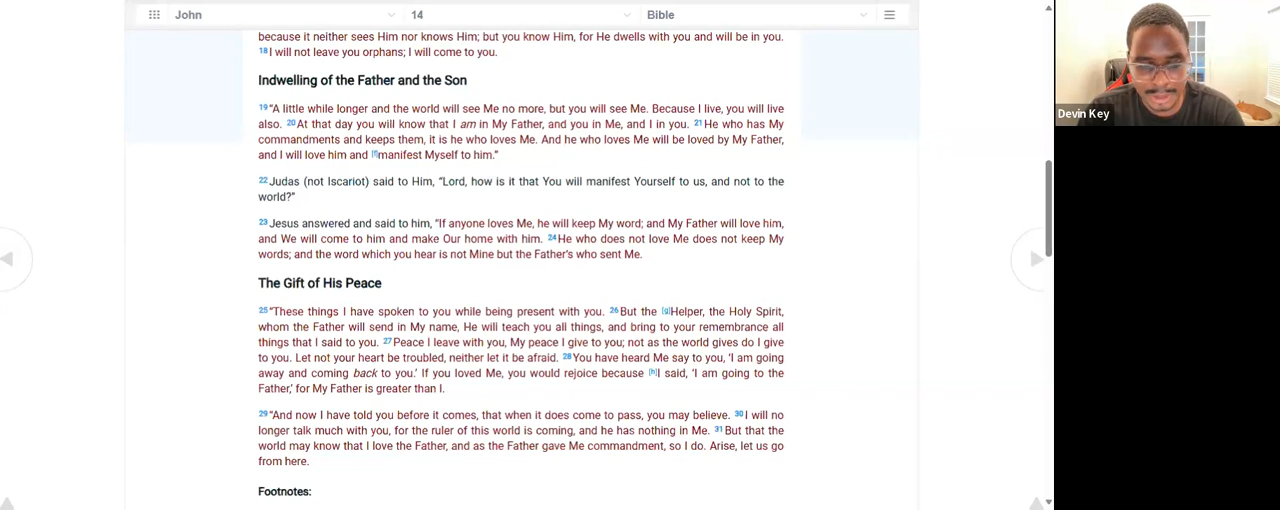 John 14 Bible
because it neither sees Him nor knows Him; but you know Him, for He dwells with you and will be in you.
18 I will not leave you orphans; I will come to you.
Indwelling of the Father and the Son
19 “A little while longer and the world will see Me no more, but you will see Me. Because I live, you will live
also. 20 At that day you will know that I am in My Father, and you in Me, and I in you. 21 He who has My
commandments and keeps them, it is he who loves Me. And he who loves Me will be loved by My Father,
and I will love him and [f]manifest Myself to him.”
22 Judas (not Iscariot) said to Him, “Lord, how is it that You will manifest Yourself to us, and not to the
world?”
23 Jesus answered and said to him, “If anyone loves Me, he will keep My word; and My Father will love him,
and We will come to him and make Our home with him. 24 He who does not love Me does not keep My
words; and the word which you hear is not Mine but the Father's who sent Me.
The Gift of His Peace
25 “These things I have spoken to you while being present with you. 26 But the [g]Helper, the Holy Spirit,
whom the Father will send in My name, He will teach you all things, and bring to your remembrance all
things that I said to you. 27 Peace I leave with you, My peace I give to you; not as the world gives do I give
to you. Let not your heart be troubled, neither let it be afraid. 28 You have heard Me say to you, ‘I am going
away and coming back to you.’ If you loved Me, you would rejoice because [h]I said, ‘I am going to the
Father,’ for My Father is greater than I.
29 “And now I have told you before it comes, that when it does come to pass, you may believe. 30 I will no
longer talk much with you, for the ruler of this world is coming, and he has nothing in Me. 31 But that the
world may know that I love the Father, and as the Father gave Me commandment, so I do. Arise, let us go
from here.
Footnotes:
Devin Key